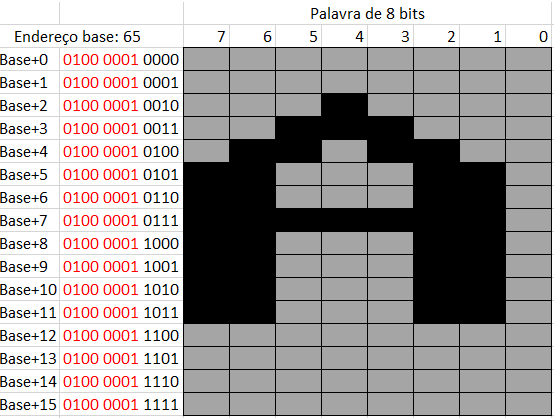 Palavra de 8 bits
Endereço base: 65 7 6 5 4 3 2 1 0
Base+0 0100 0001 0000
Base+1 0100 0001 0001
Base+2 0100 0001 0010
Base+3 0100 0001 0011
Base+4 0100 0001 0100
Base+5 0100 0001 0101
Base+6 0100 0001 0110
Base+7 0100 0001 0111
Base+8 0100 0001 1000
Base+9 0100 0001 1001
Base+10 0100 0001 1010
Base+11 0100 0001 1011
Base+12 0100 0001 1100
Base+13 0100 0001 1101
Base+14 0100 0001 1110
Base+15 0100 0001 1111